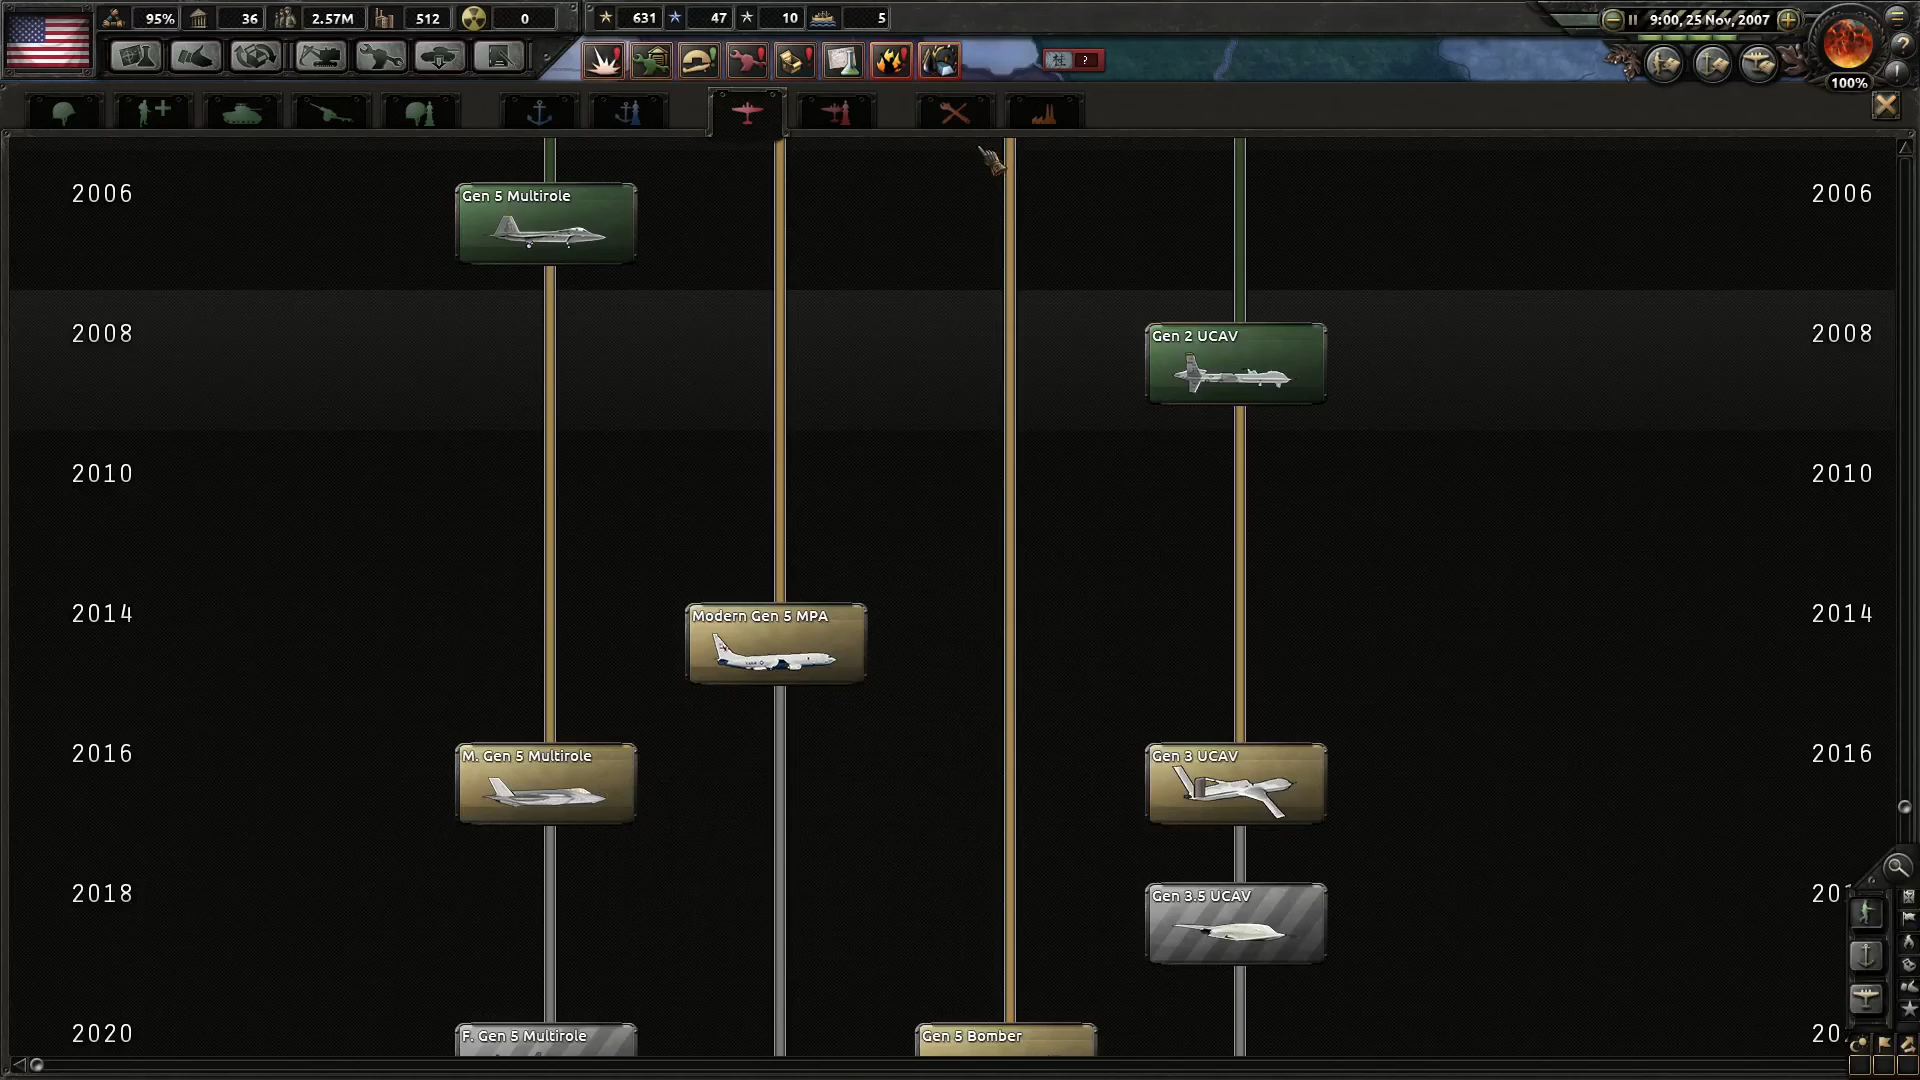 95%
36
2.57M
512
0
631
47
10
5
9:00, 25 Nov, 2007
?
?
!
100%
2006
Gen 5 Multirole
2006
2008
Gen 2 UCAV
2008
2010
2010
2014
Modern Gen 5 MPA
2014
2016
M. Gen 5 Multirole
Gen 3 UCAV
2016
2018
Gen 3.5 UCAV
20
2020
F. Gen 5 Multirole
Gen 5 Bomber
20